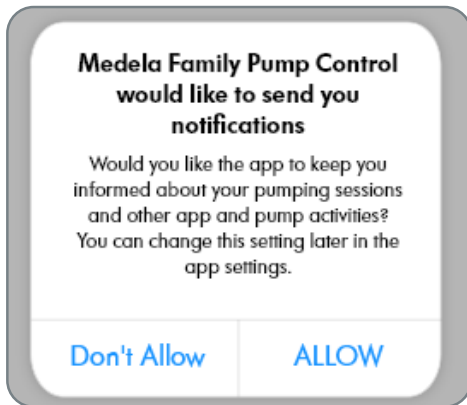 Medela Family Pump Control
would like to send you
notifications
Would you like the app to keep you
informed about your pumping sessions
and other app and pump activities?
You can change this setting later in the
app settings.
Don't Allow
ALLOW